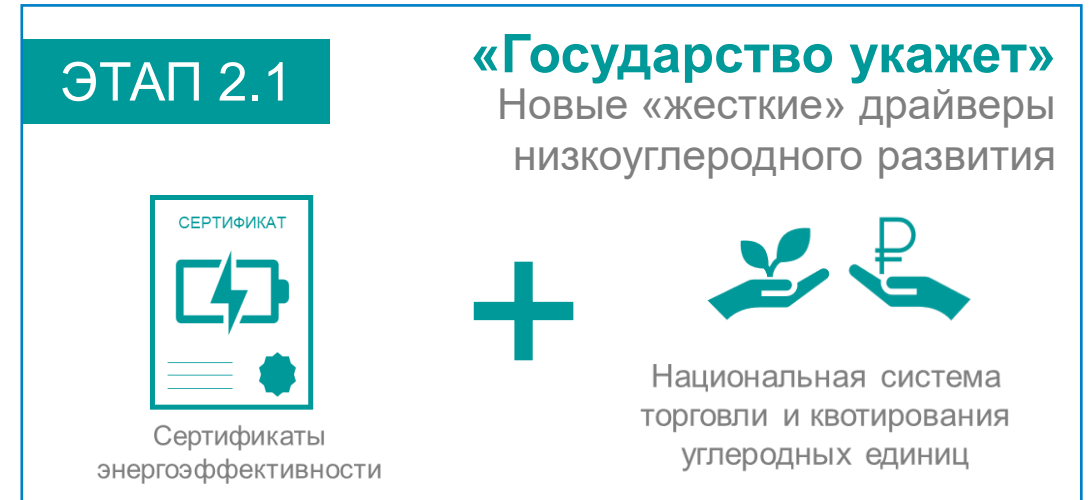 ЭТАП 2.1
«Государство укажет»
Новые «жесткие» драйверы
низкоуглеродного развития
СЕРТИФИКАТ
Сертификаты
энергоэффективности
+
Национальная система
торговли и квотирования
углеродных единиц